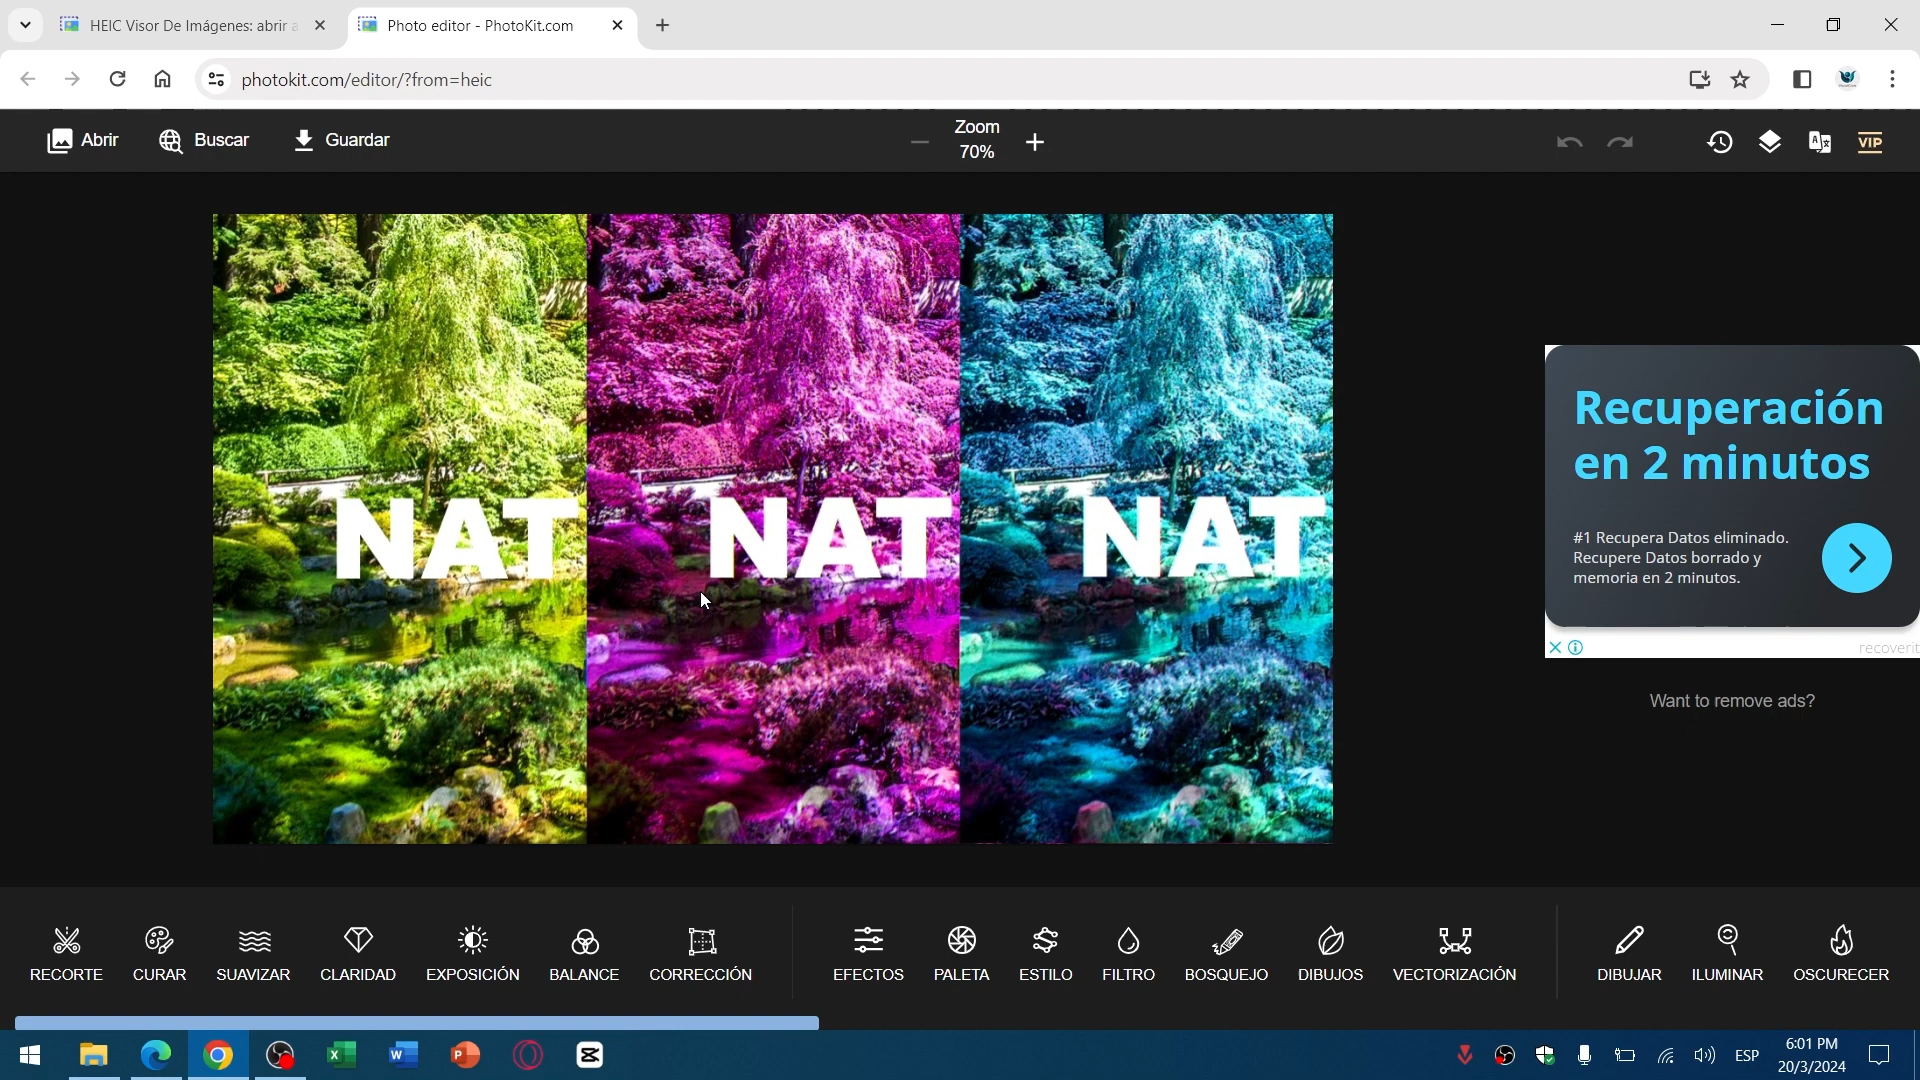 HEIC Visor De Imágenes: abrir a
Photo editor - PhotoKit.com
photokit.com/editor/?from=heic
Abrir
Buscar
Guardar
Zoom
70%
VIP
NAT
NAT
NAT
Recuperación
en 2 minutos
#1 Recupera Datos eliminado.
Recupere Datos borrado y
memoria en 2 minutos.
recoverit
Want to remove ads?
RECORTE
CURAR
SUAVIZAR
CLARIDAD
EXPOSICIÓN
BALANCE
CORRECCIÓN
EFECTOS
PALETA
ESTILO
FILTRO
BOSQUEJO
DIBUJOS
VECTORIZACIÓN
DIBUJAR
ILUMINAR
OSCURECER
ESP
6:01 PM
20/3/2024